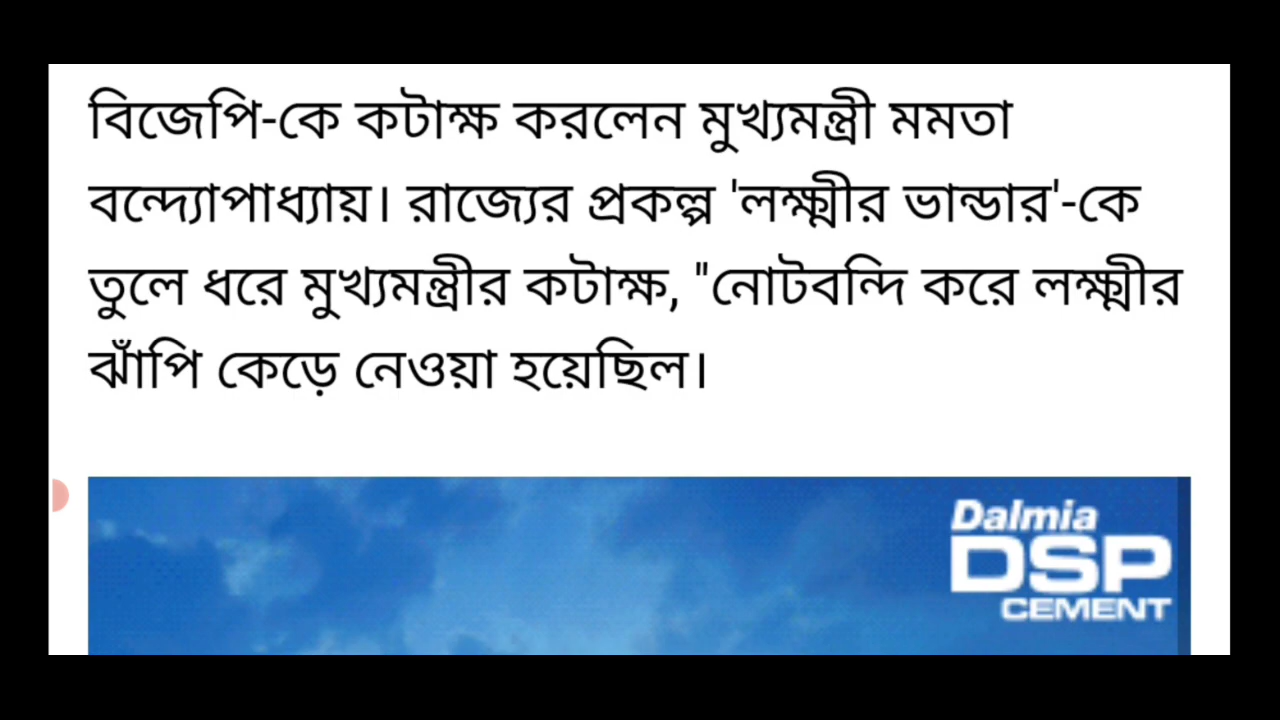 বিজেপি-কে কটাক্ষ করলেন মুখ্যমন্ত্রী মমতা
বন্দ্যোপাধ্যায়। রাজ্যের প্রকল্প 'লক্ষ্মীর ভান্ডার'-কে
তুলে ধরে মুখ্যমন্ত্রীর কটাক্ষ, "নোটবন্দি করে লক্ষ্মীর
ঝাঁপি কেড়ে নেওয়া হয়েছিল।
Dalmia
DSP
CEMENT